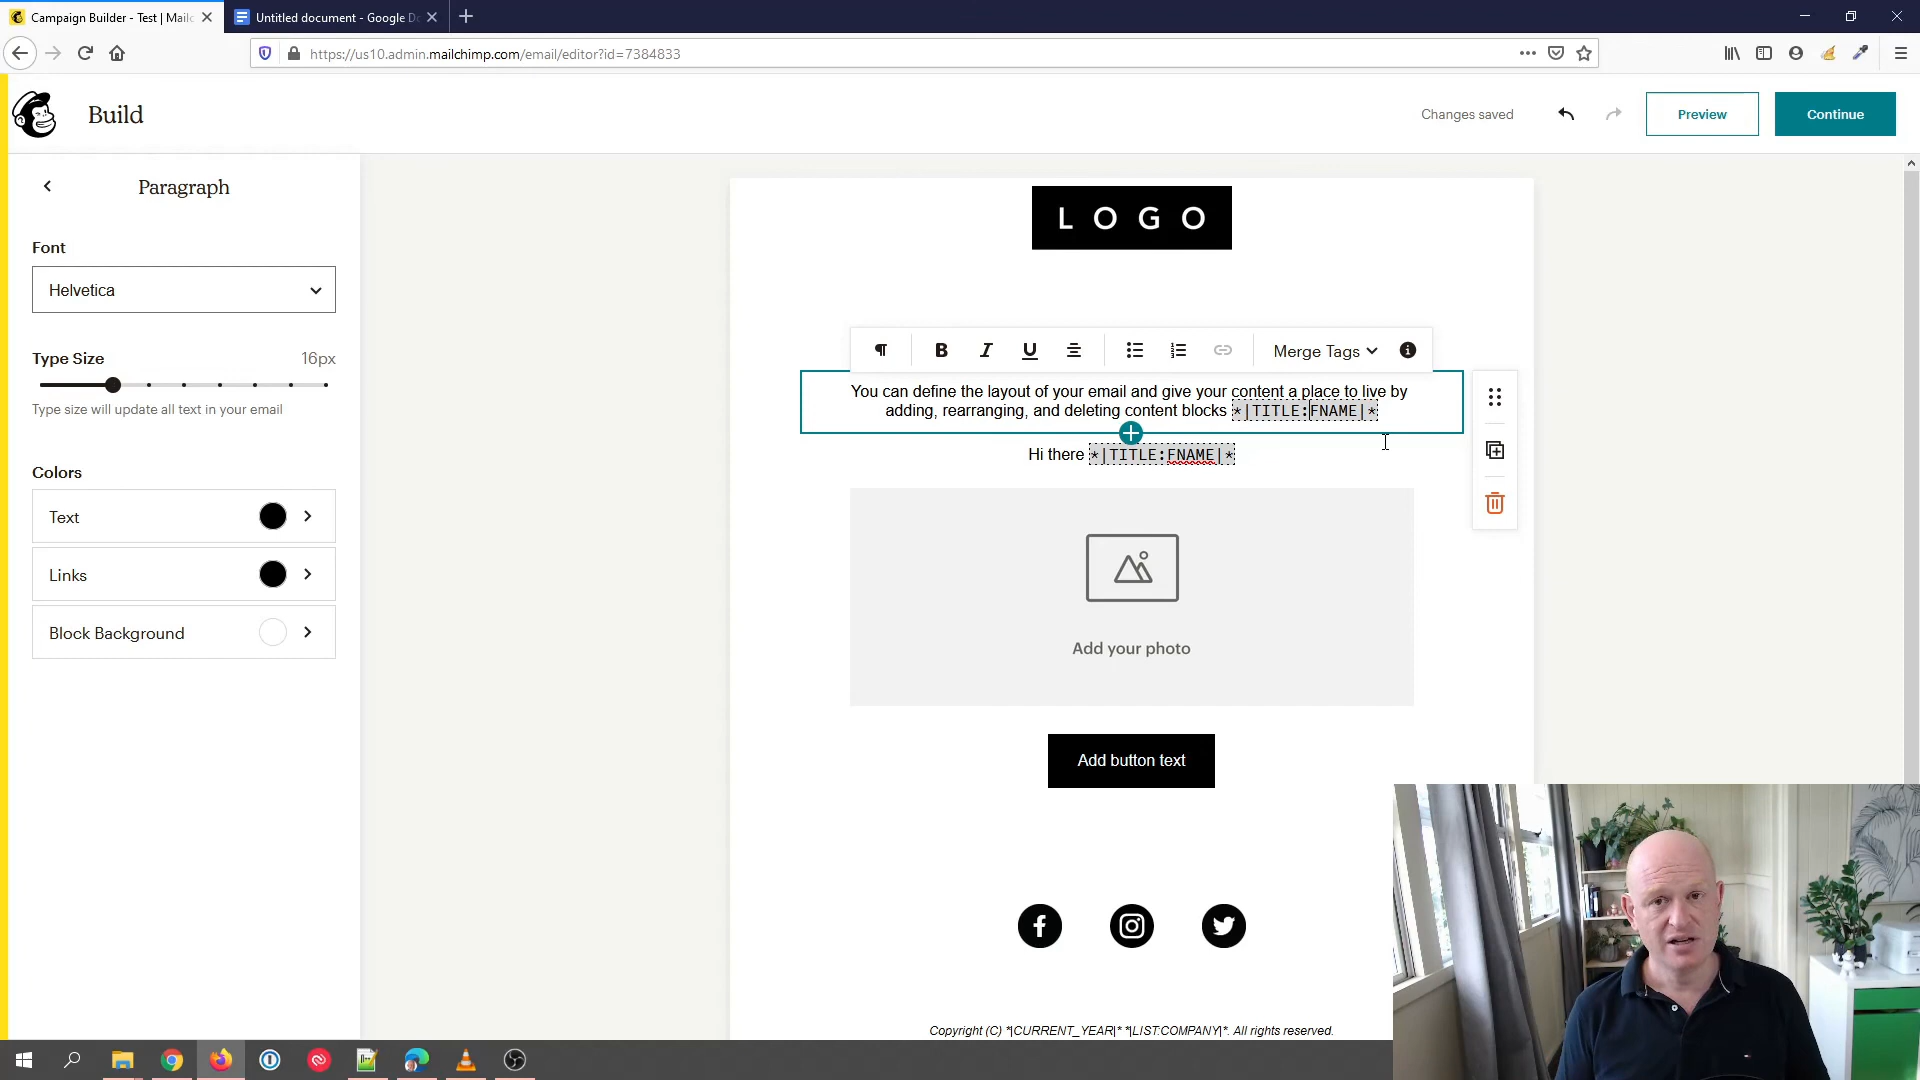 Campaign Builder - Test | Mailc
Untitled document - Google Do
https://us10.admin.mailchimp.com/email/editor?id=7384833
Build
Changes saved
Preview
Continue
Paragraph
Font
Helvetica
Type Size
16px
Type size will update all text in your email
Colors
Text
Links
Block Background
LOGO
B I U
Merge Tags
You can define the layout of your email and give your content a place to live by
adding, rearranging, and deleting content blocks *|TITLE:FNAME|*
Hi there *|TITLE:FNAME|*
Add your photo
Add button text
Copyright (C) *|CURRENT_YEAR|* *|LIST:COMPANY|*. All rights reserved.